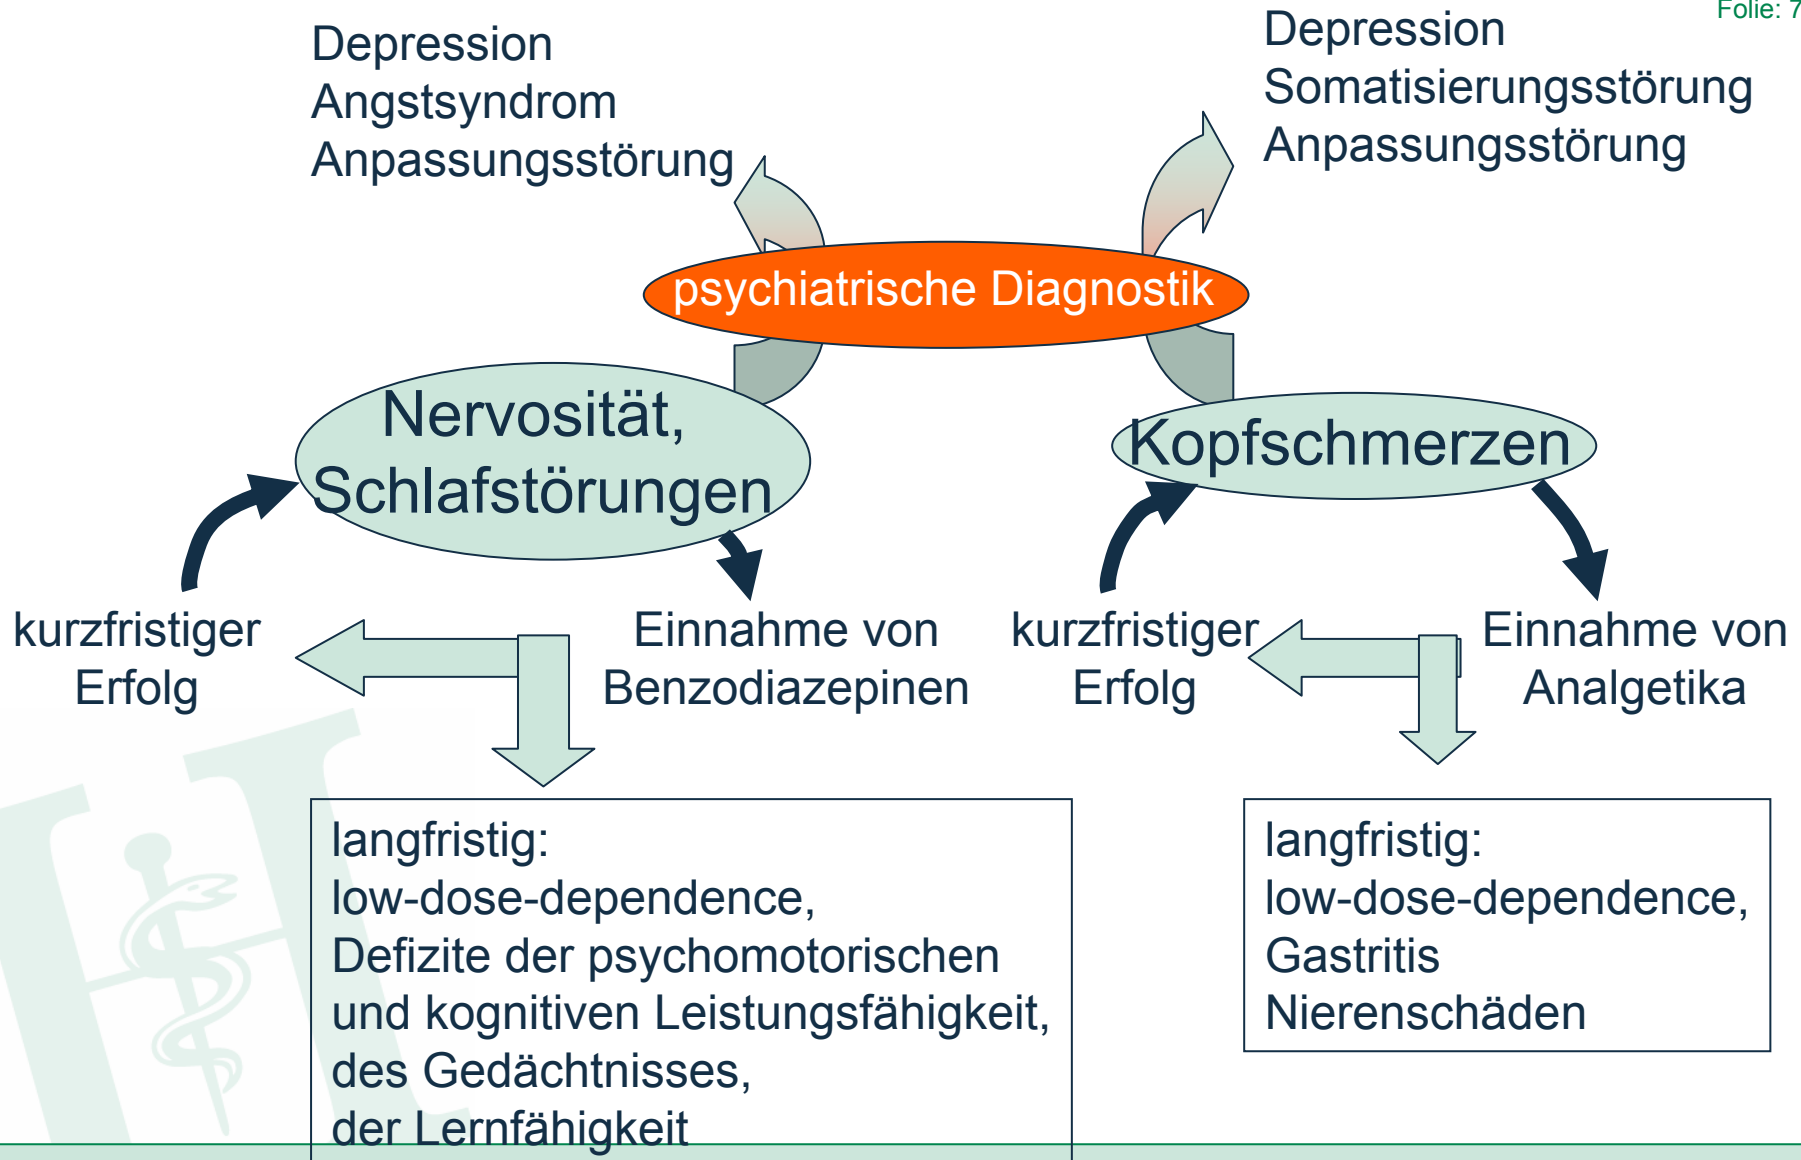 Folie: 7
Depression
Angstsyndrom
Anpassungsstörung
Depression
Somatisierungsstörung
Anpassungsstörung
psychiatrische Diagnostik
Nervosität,
Schlafstörungen
Kopfschmerzen
kurzfristiger
Erfolg
Einnahme von
Benzodiazepinen
kurzfristiger
Erfolg
Einnahme von
Analgetika
langfristig:
low-dose-dependence,
Defizite der psychomotorischen
und kognitiven Leistungsfähigkeit,
des Gedächtnisses,
der Lernfähigkeit
langfristig:
low-dose-dependence,
Gastritis
Nierenschäden